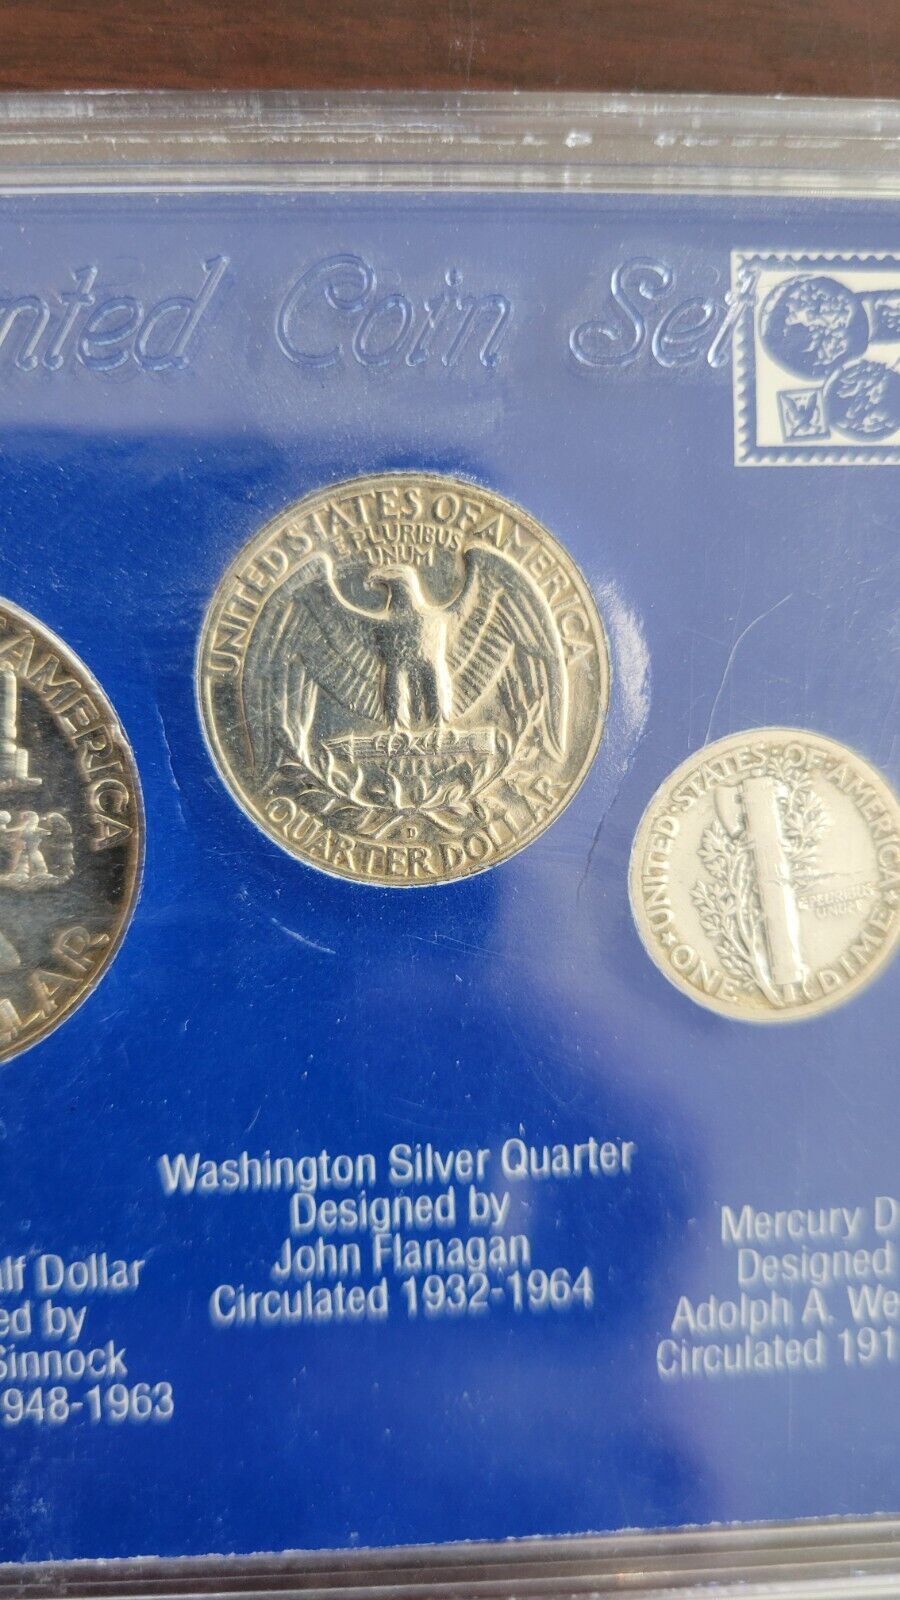 nted Coin Set
UNITED STATES OF AMERICA
E PLURIBUS
UNUM
D
QUARTER DOLLAR
AMERICA
LLAR
UNITED·STATES·OF·AMERICA
E PLURIBUS
UNUM
ONE DIME
Washington Silver Quarter
Designed by
John Flanagan
Circulated 1932-1964
lf Dollar
ed by
Sinnock
948-1963
Mercury D
Designed
Adolph A. We
Circulated 191